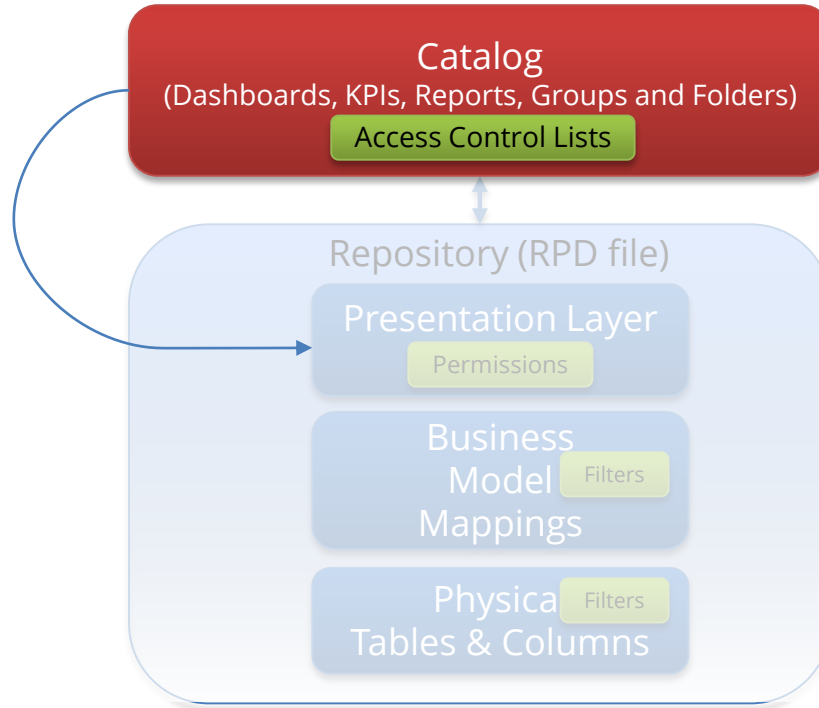 Catalog
(Dashboards, KPIs, Reports, Groups and Folders)
Access Control Lists
Repository (RPD file)
Presentation Layer
Permissions
Business
Model
Filters
Mappings
Physica
Filters
Tables & Columns